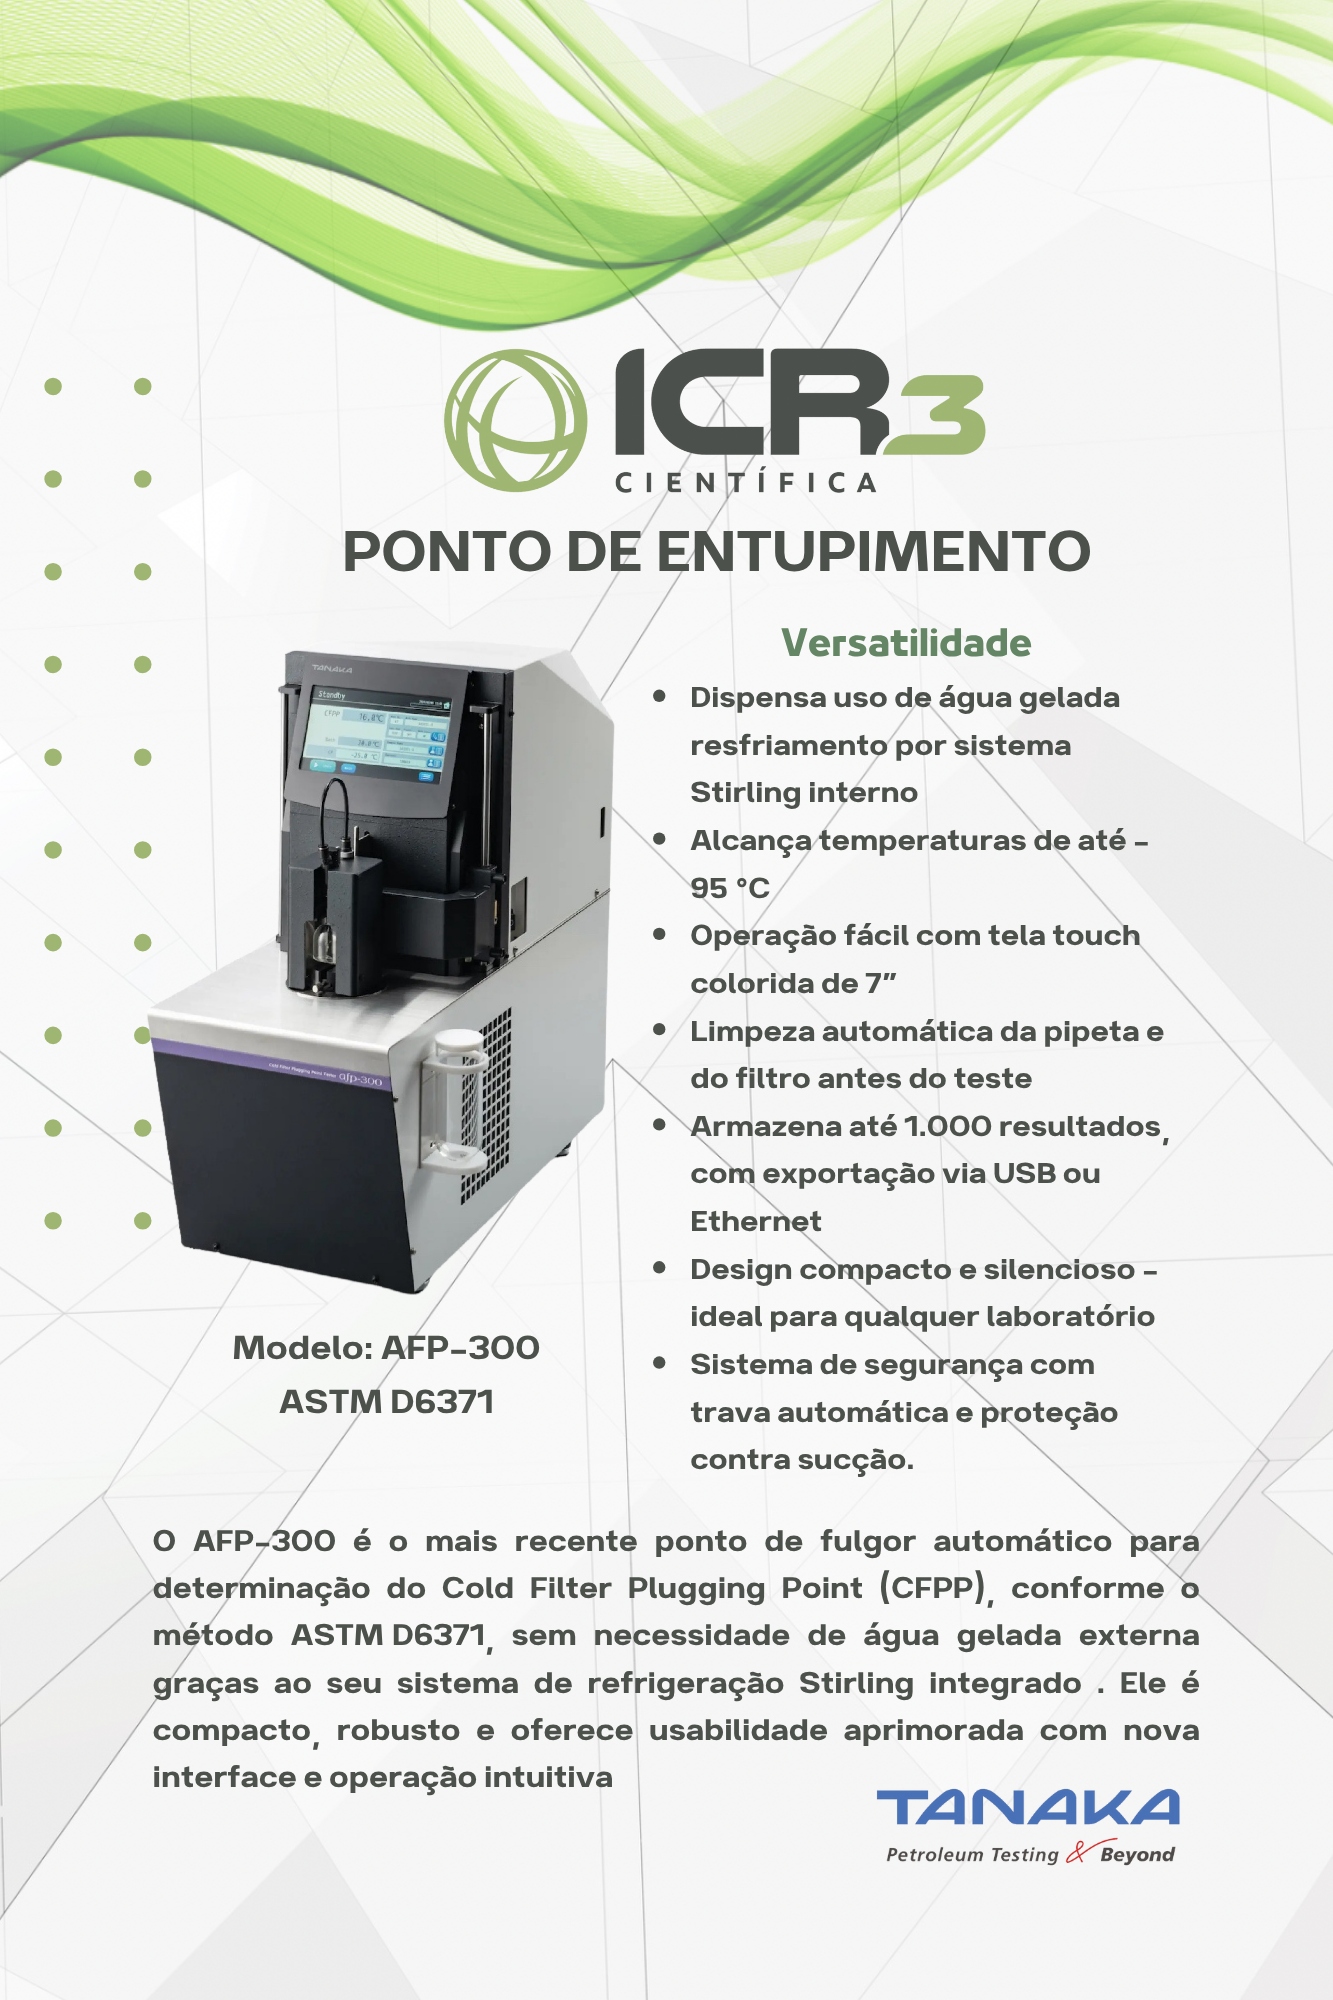 ICR3
CIENTÍFICA
PONTO DE ENTUPIMENTO
Versatilidade
• Dispensa uso de água gelada
resfriamento por sistema
Stirling interno
• Alcança temperaturas de até -
95 °C
• Operação fácil com tela touch
colorida de 7”
• Limpeza automática da pipeta e
do filtro antes do teste
• Armazena até 1.000 resultados,
com exportação via USB ou
Ethernet
• Design compacto e silencioso -
ideal para qualquer laboratório
• Sistema de segurança com
trava automática e proteção
contra sucção.
TANAKA
Standby
CFPP
Cold Filter Plugging Point Tester afp-300
Modelo: AFP-300
ASTM D6371
O AFP-300 é o mais recente ponto de fulgor automático para
determinação do Cold Filter Plugging Point (CFPP), conforme o
método ASTM D6371, sem necessidade de água gelada externa
graças ao seu sistema de refrigeração Stirling integrado . Ele é
compacto, robusto e oferece usabilidade aprimorada com nova
interface e operação intuitiva
TANAKA
Petroleum Testing & Beyond